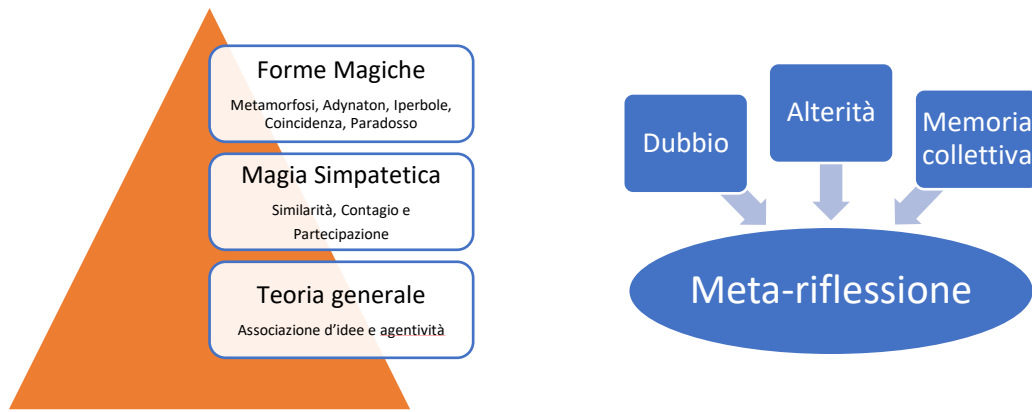 Forme Magiche
Metamorfosi, Adynaton, Iperbole,
Coincidenza, Paradosso
Magia Simpatetica
Similarità, Contagio e
Partecipazione
Teoria generale
Associazione d’idee e agentività
Dubbio
Alterità
Memoria
collettiva
Meta-riflessione